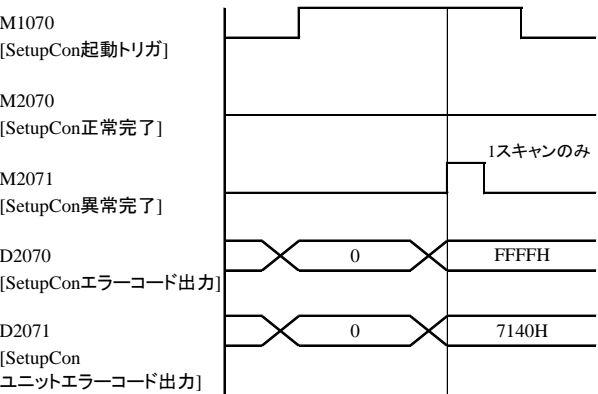 M1070
[SetupCon起動トリガ]
M2070
[SetupCon正常完了]
1スキャンのみ
M2071
[SetupCon異常完了]
D2070
0
FFFFH
[SetupConエラーコード出力]
D2071
0
7140H
[SetupCon
ユニットエラーコード出力]